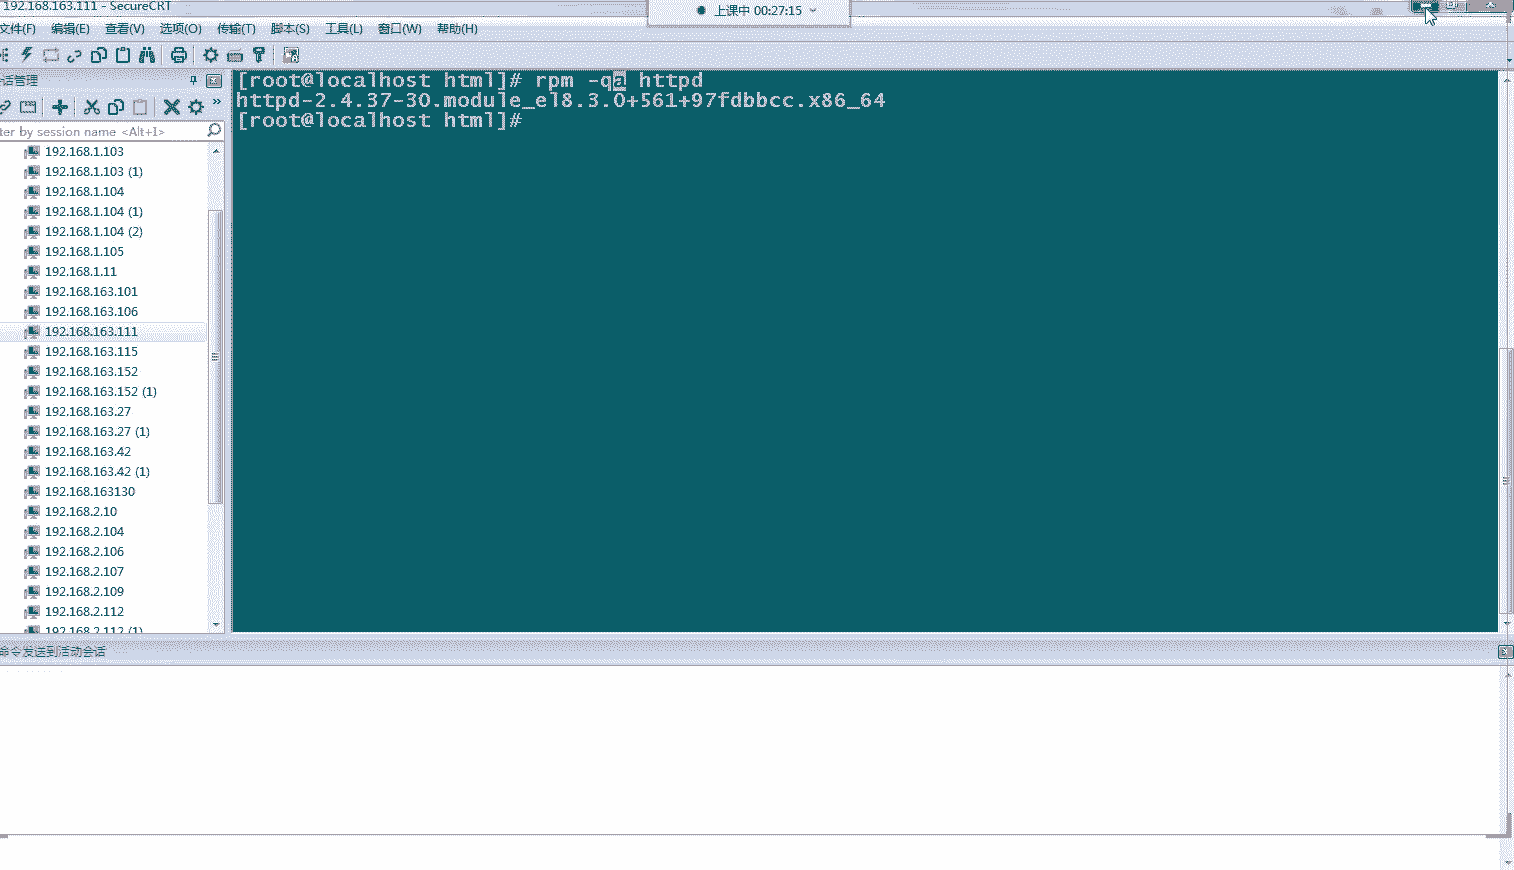 192.168.163.111 - SecureCRT
上课中 00:27:15
文件(F) 编辑(E) 查看(V) 选项(O) 传输(T) 脚本(S) 工具(L) 窗口(W) 帮助(H)
话管理
ter by session name <Alt+I>
192.168.1.103
192.168.1.103 (1)
192.168.1.104
192.168.1.104 (1)
192.168.1.104 (2)
192.168.1.105
192.168.1.11
192.168.163.101
192.168.163.106
192.168.163.111
192.168.163.115
192.168.163.152
192.168.163.152 (1)
192.168.163.27
192.168.163.27 (1)
192.168.163.42
192.168.163.42 (1)
192.168.163130
192.168.2.10
192.168.2.104
192.168.2.106
192.168.2.107
192.168.2.109
192.168.2.112
192.168.2.112 (1)
[root@localhost html]# rpm -qa httpd
httpd-2.4.37-30.module_el8.3.0+561+97fdbbcc.x86_64
[root@localhost html]#
命令发送到活动会话